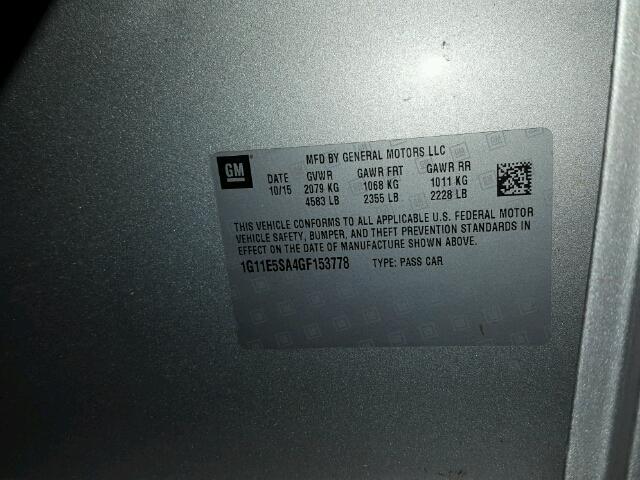 GM
MFD BY GENERAL MOTORS LLC
DATE GVWR GAWR FRT GAWR RR
10/15 2079 KG 1068 KG 1011 KG
4583 LB 2355 LB 2228 LB
THIS VEHICLE CONFORMS TO ALL APPLICABLE U.S. FEDERAL MOTOR
VEHICLE SAFETY, BUMPER, AND THEFT PREVENTION STANDARDS IN
EFFECT ON THE DATE OF MANUFACTURE SHOWN ABOVE.
1G11E5SA4GF153778 TYPE: PASS CAR